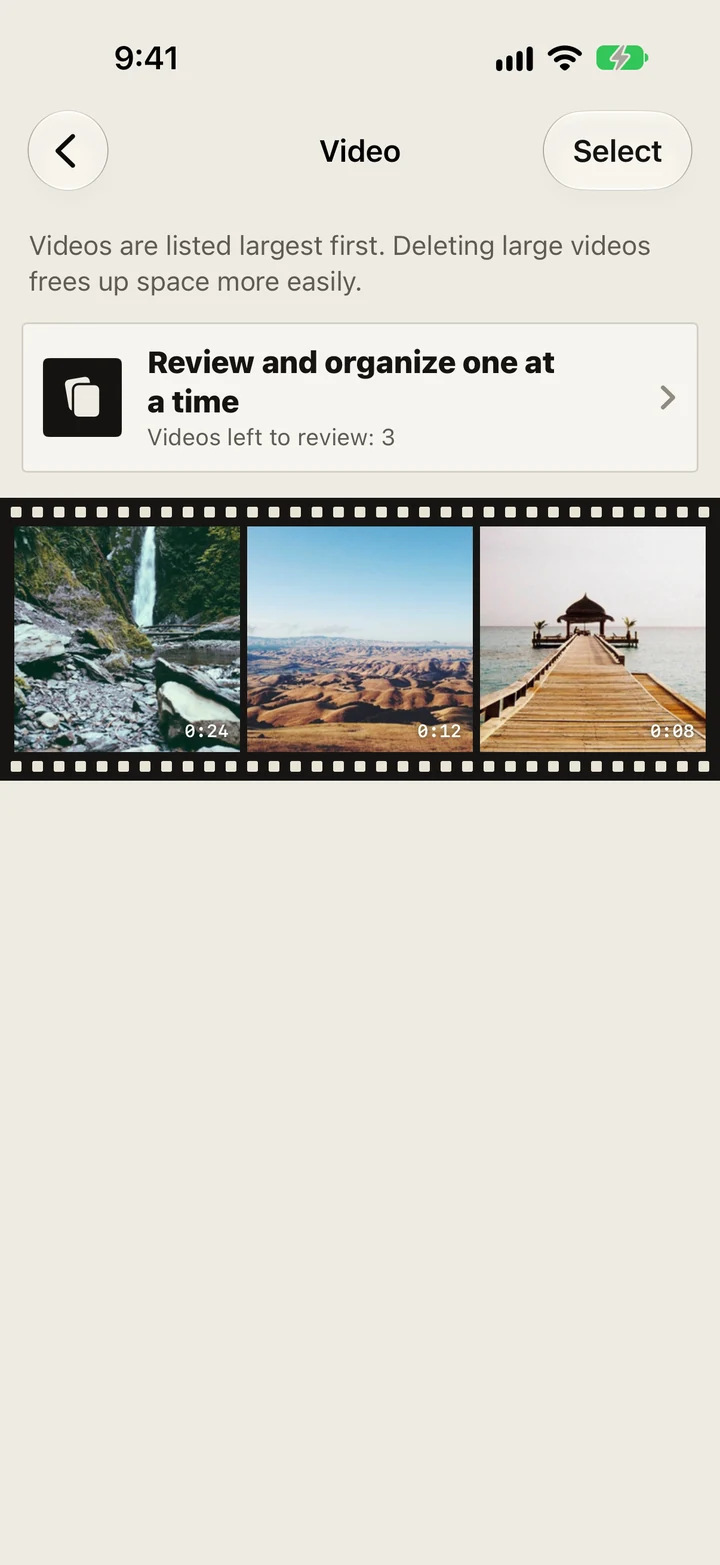 9:41
Video
Select
Videos are listed largest first. Deleting large videos
frees up space more easily.
Review and organize one at
a time
Videos left to review: 3
0:24
0:12
0:08